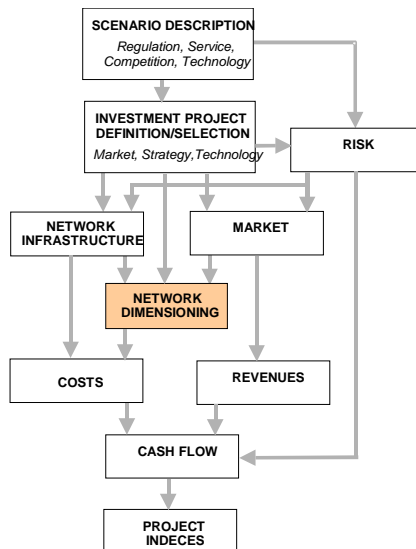 SCENARIO DESCRIPTION
Regulation, Service,
Competition, Technology
INVESTMENT PROJECT
DEFINITION/SELECTION
Market, Strategy,Technology
RISK
NETWORK
INFRASTRUCTURE
MARKET
NETWORK
DIMENSIONING
COSTS
REVENUES
CASH FLOW
PROJECT
INDECES